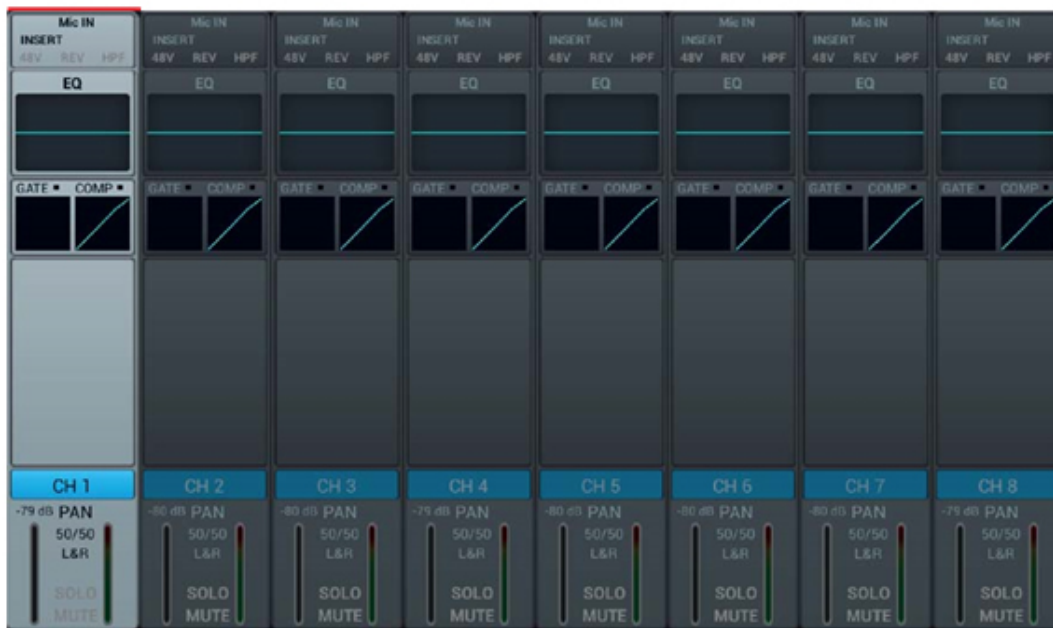 Mic IN Mic IN Mic IN Mic IN Mic IN Mic IN Mic IN Mic IN
INSERT INSERT INSERT INSERT INSERT INSERT INSERT INSERT
48V REV HPF 48V REV HPF 48V REV HPF 48V REV HPF 48V REV HPF 48V REV HPF 48V REV HPF 48V REV HPF
EQ EQ EQ EQ EQ EQ EQ EQ
GATE COMP GATE COMP GATE COMP GATE COMP GATE COMP GATE COMP GATE COMP GATE COMP
CH 1 CH 2 CH 3 CH 4 CH 5 CH 6 CH 7 CH 8
-79 dB PAN -80 dB PAN -80 dB PAN -79 dB PAN -80 dB PAN -80 dB PAN -80 dB PAN -79 dB PAN
50/50 50/50 50/50 50/50 50/50 50/50 50/50 50/50
L&R L&R L&R L&R L&R L&R L&R L&R
SOLO SOLO SOLO SOLO SOLO SOLO SOLO SOLO
MUTE MUTE MUTE MUTE MUTE MUTE MUTE MUTE